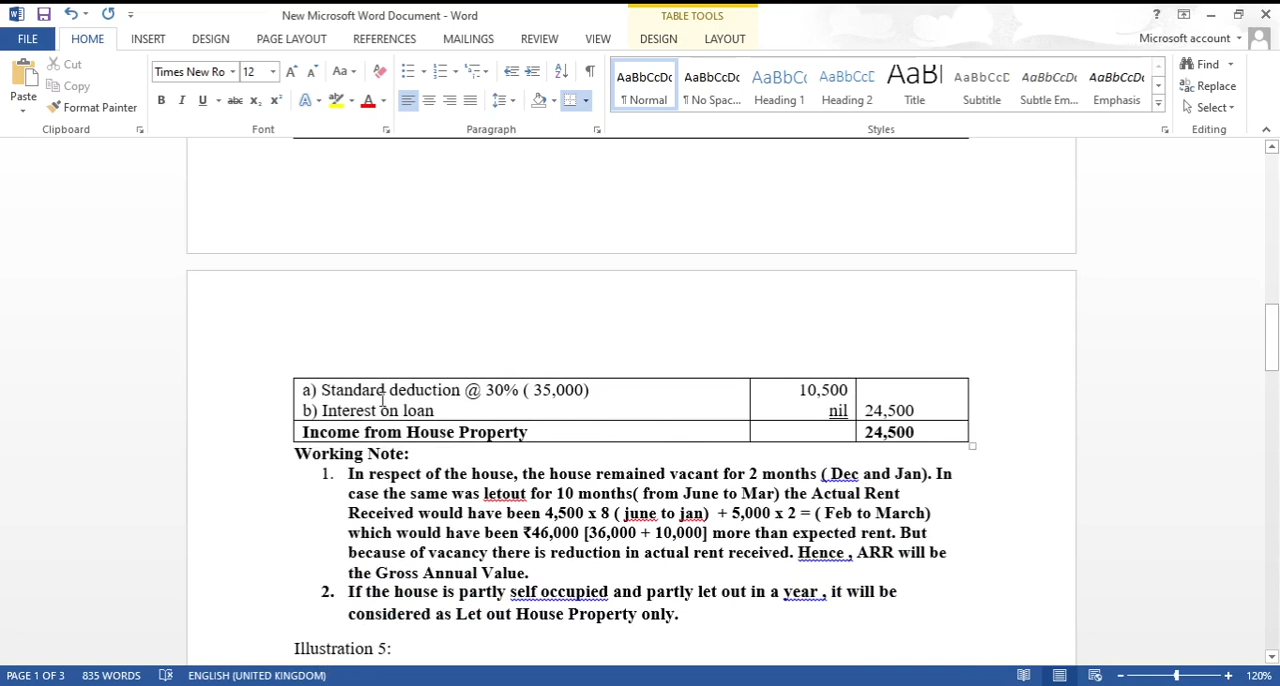 New Microsoft Word Document - Word
TABLE TOOLS
?
FILE HOME INSERT DESIGN PAGE LAYOUT REFERENCES MAILINGS REVIEW VIEW DESIGN LAYOUT Microsoft account
Paste
Cut
Copy
Format Painter
Clipboard
Times New Ro 12
Aa
B I U abc X₂ X² A A
Font
Paragraph
AaBbCcDc AaBbCcDc AaBbCc AaBbCcD AaBl AaBbCcD AaBbCcDc AaBbCcDc
¶ Normal ¶ No Spac... Heading 1 Heading 2 Title Subtitle Subtle Em... Emphasis
Styles
Find
Replace
Select
Editing
a) Standard deduction @ 30% ( 35,000) 10,500
b) Interest on loan nil 24,500
Income from House Property 24,500
Working Note:
1. In respect of the house, the house remained vacant for 2 months ( Dec and Jan). In
case the same was letout for 10 months( from June to Mar) the Actual Rent
Received would have been 4,500 x 8 ( june to jan) + 5,000 x 2 = ( Feb to March)
which would have been ₹46,000 [36,000 + 10,000] more than expected rent. But
because of vacancy there is reduction in actual rent received. Hence , ARR will be
the Gross Annual Value.
2. If the house is partly self occupied and partly let out in a year , it will be
considered as Let out House Property only.
Illustration 5:
PAGE 1 OF 3 835 WORDS ENGLISH (UNITED KINGDOM) 120%